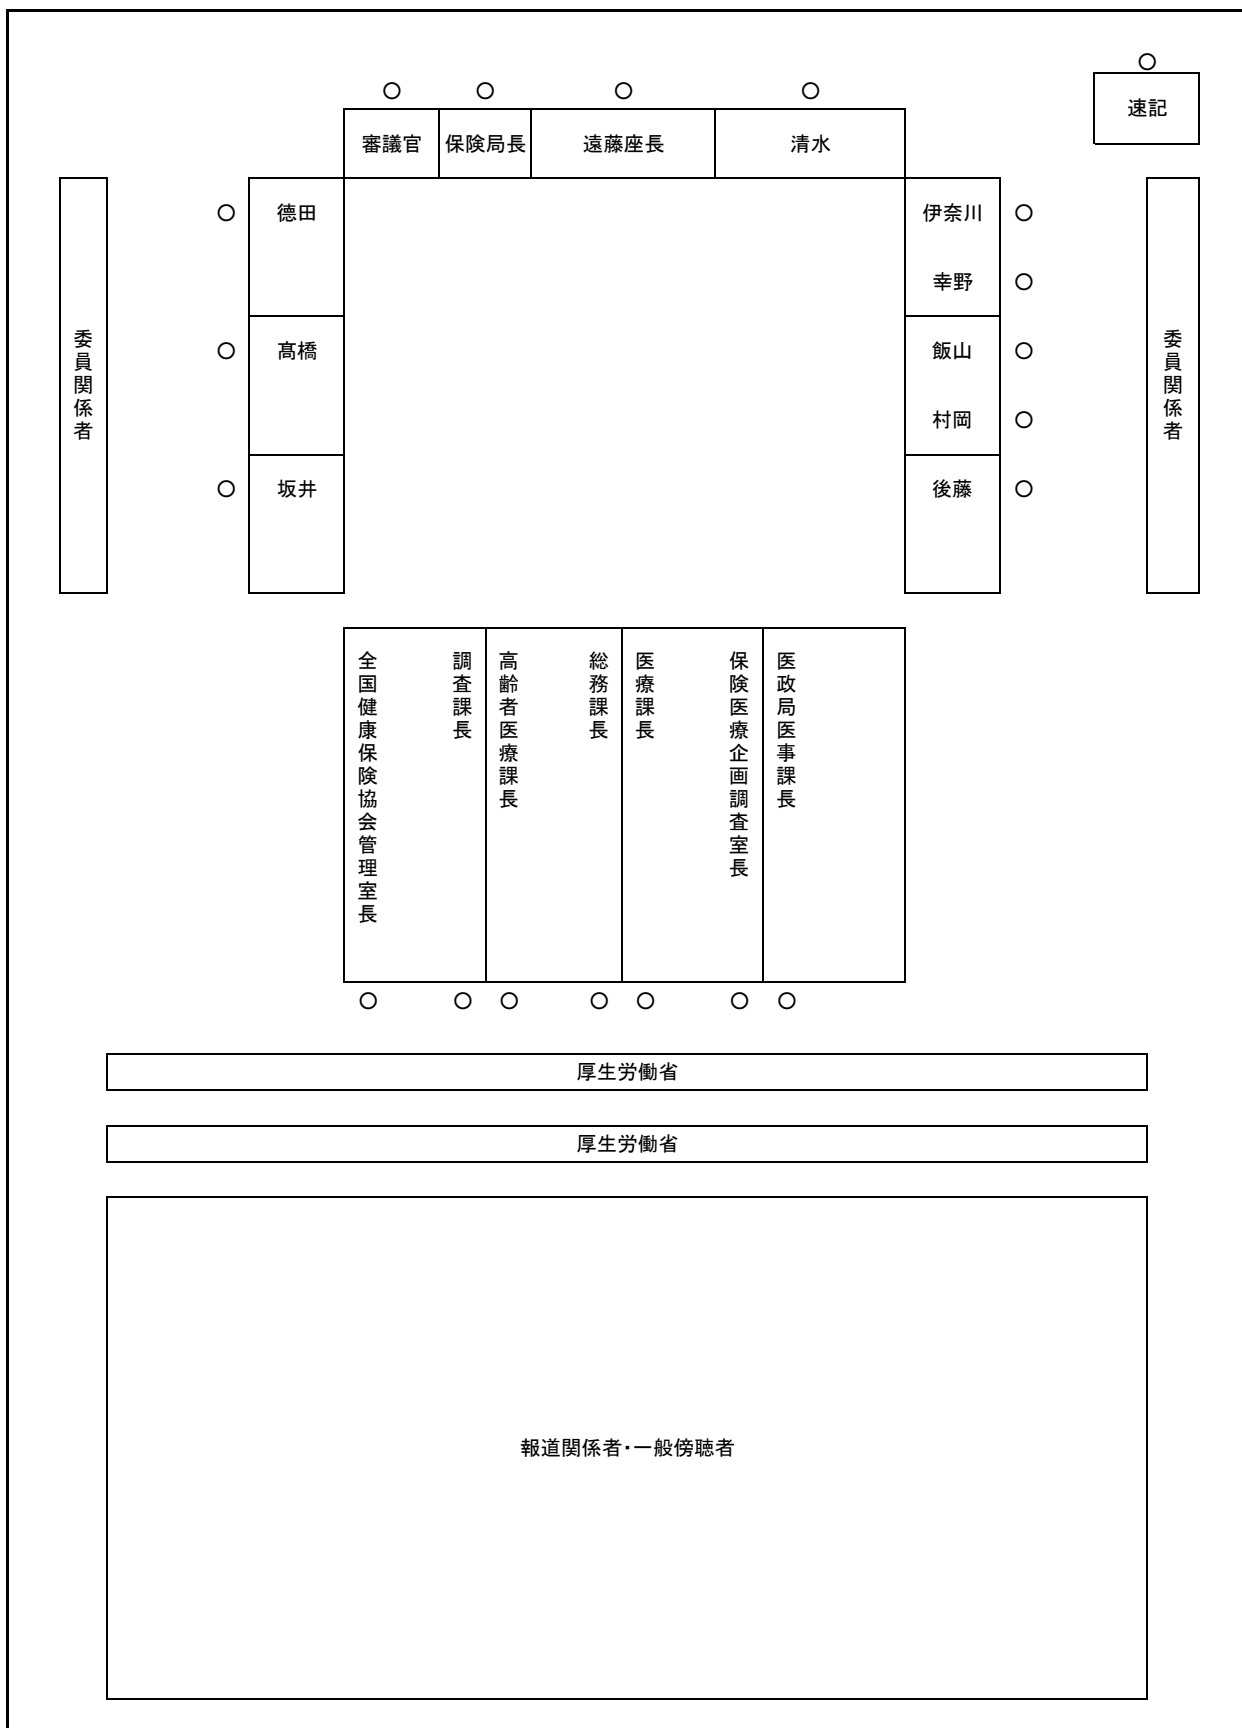 速記
審議官
保険局長
遠藤座長
清水
徳田
伊奈川
幸野
髙橋
飯山
村岡
坂井
後藤
委員関係者
委員関係者
全国健康保険協会管理室長
調査課長
高齢者医療課長
総務課長
医療課長
保険医療企画調査室長
医政局医事課長
厚生労働省
厚生労働省
報道関係者・一般傍聴者